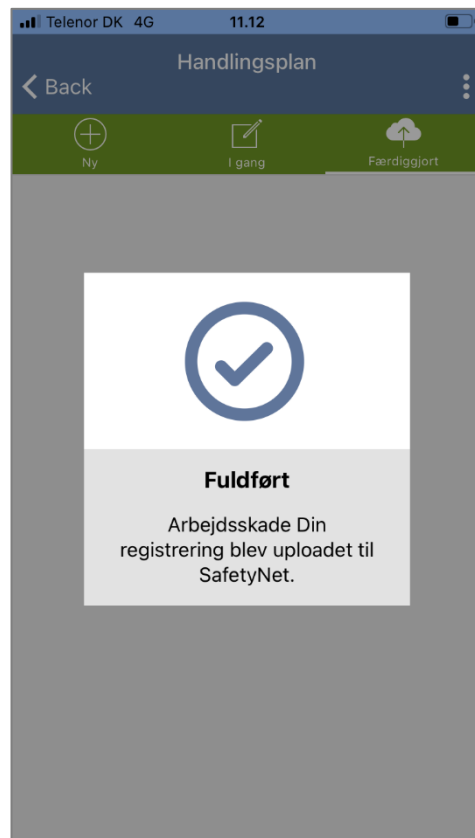 Telenor DK 4G 11.12
Handlingsplan
Back
Ny I gang Færdiggjort
Fuldført
Arbejdsskade Din
registrering blev uploadet til
SafetyNet.